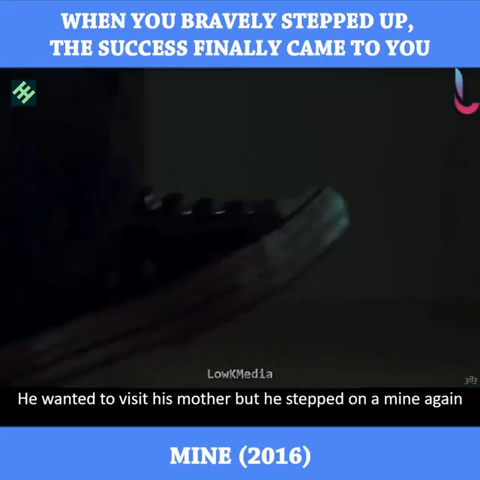 WHEN YOU BRAVELY STEPPED UP,
THE SUCCESS FINALLY CAME TO YOU
LowKMedia
383
He wanted to visit his mother but he stepped on a mine again
MINE (2016)